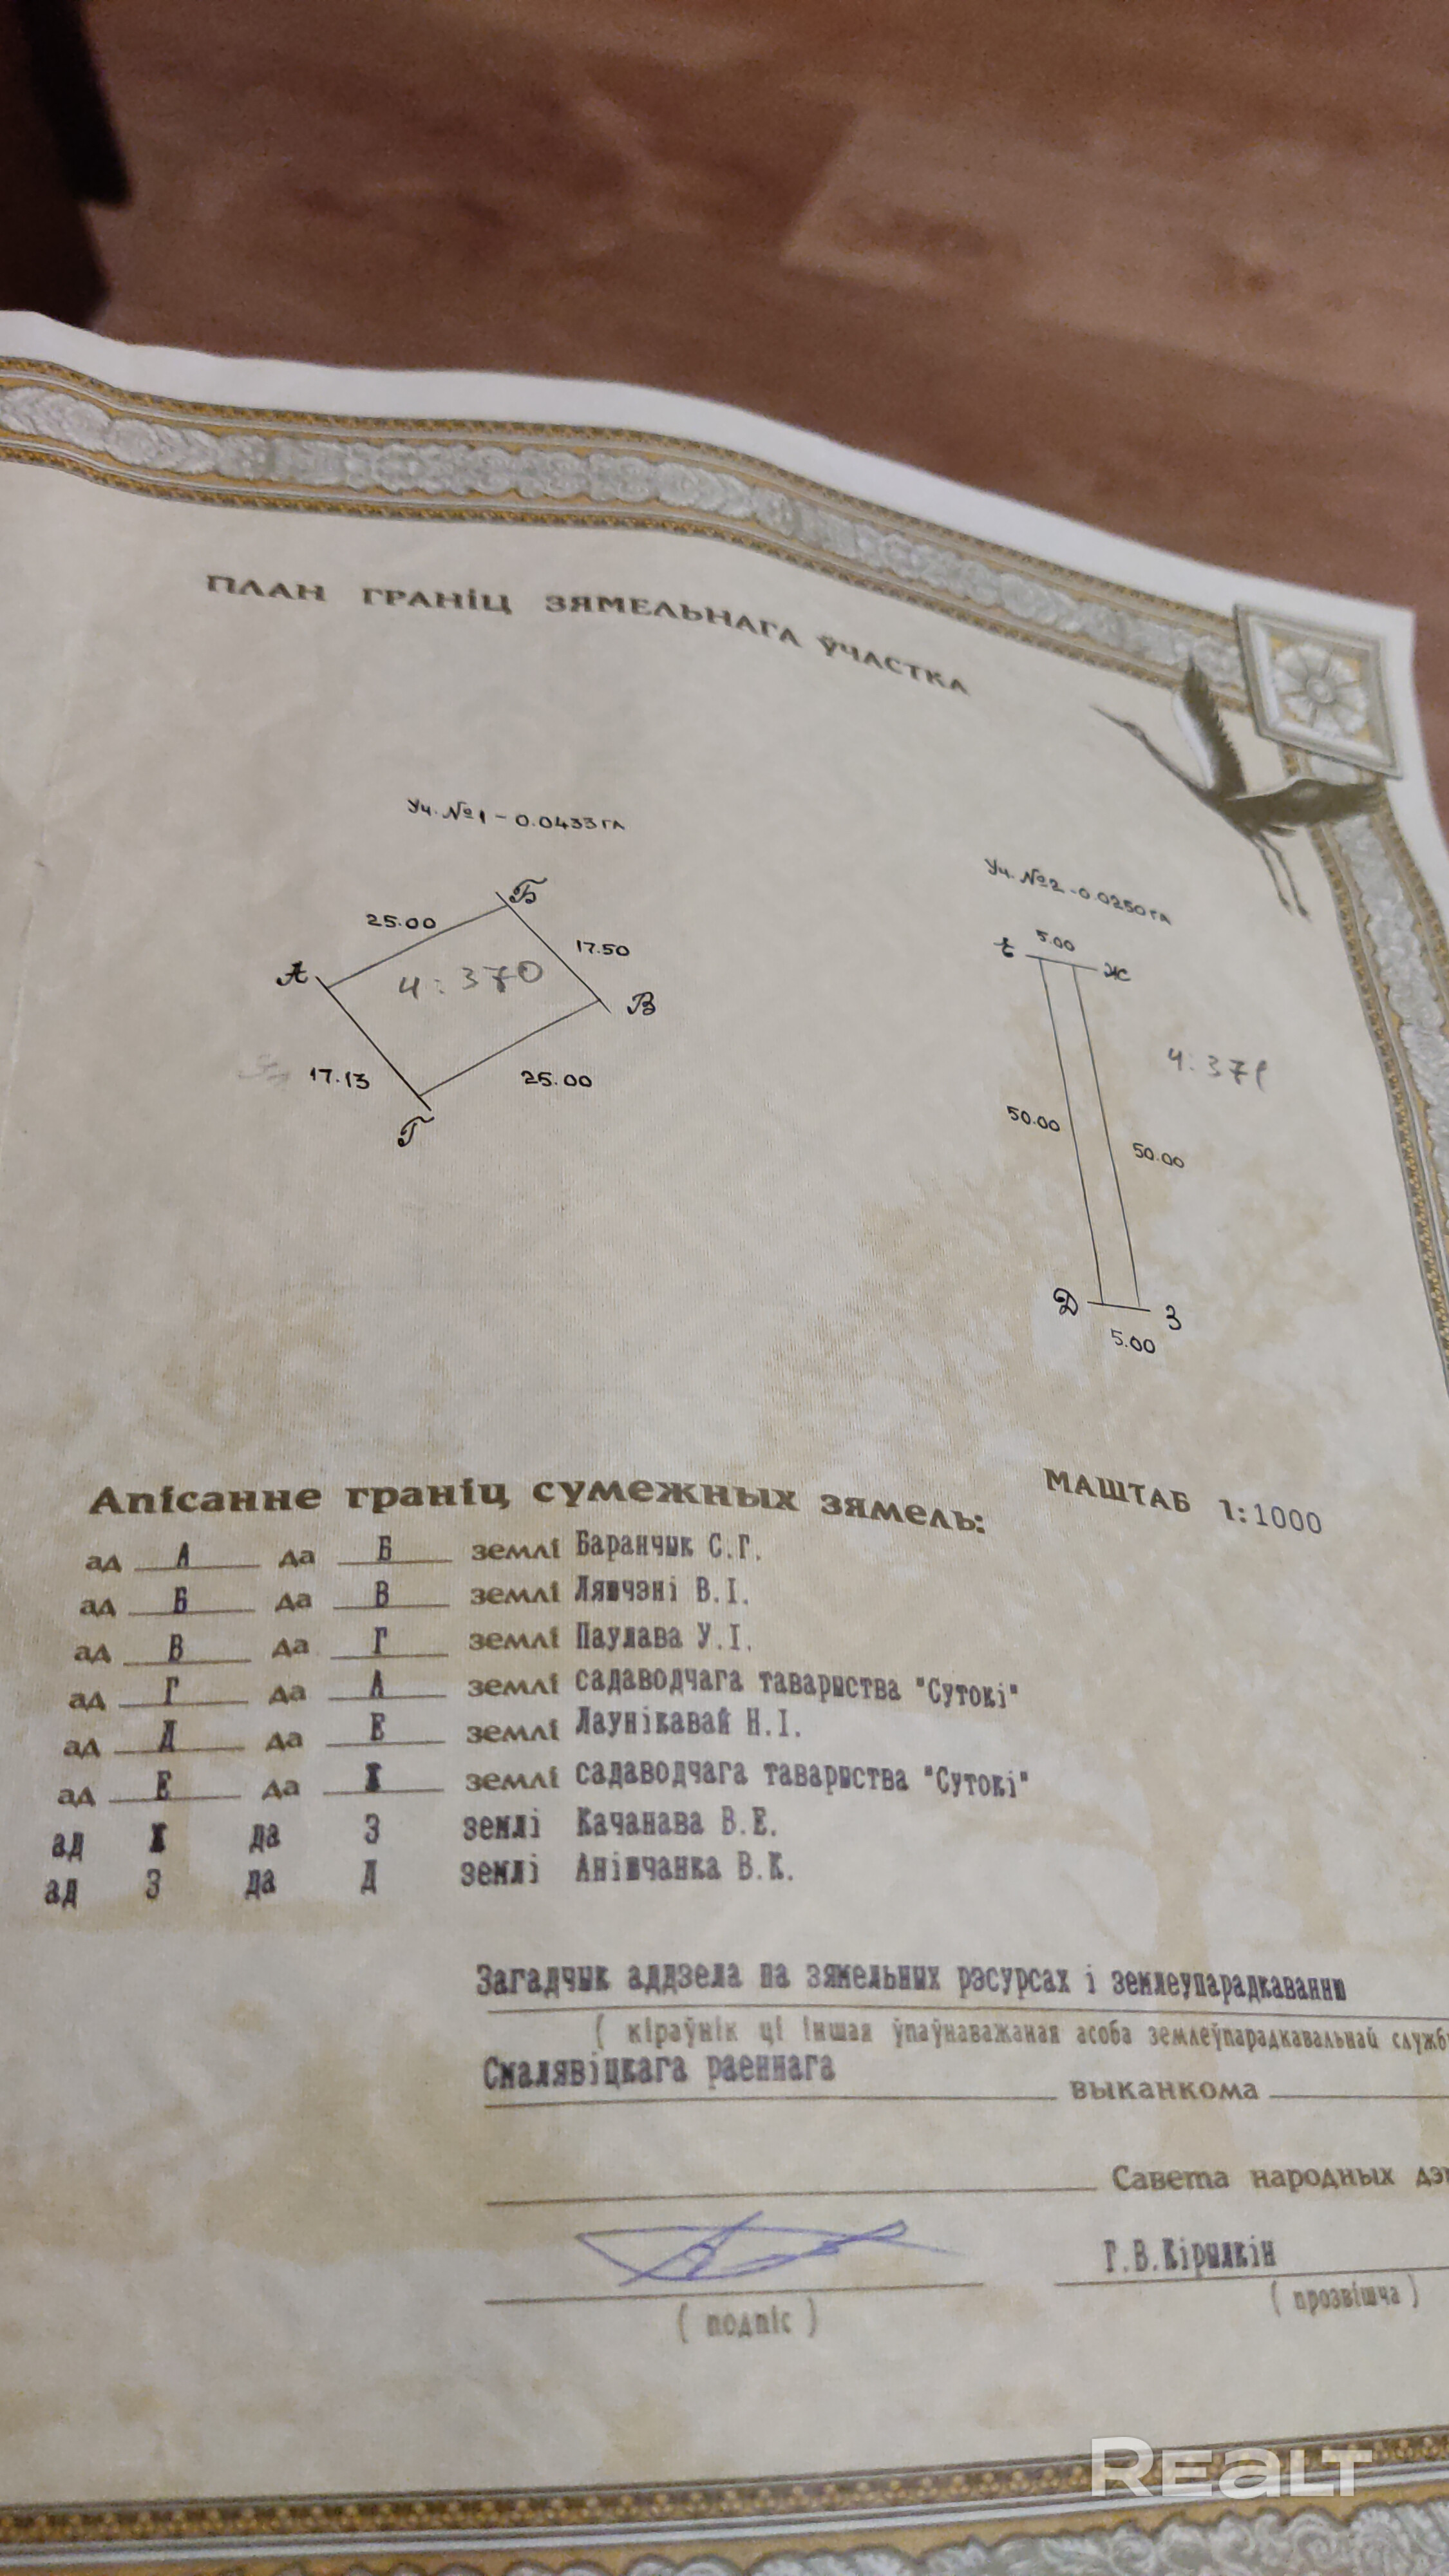 ПЛАН ГРАНІЦ ЗЯМЕЛЬНАГА ЎЧАСТКА
Уч. №1 - 0.0433 га
Уч. №2 - 0.0250 га
Б
25.00
17.50
А
4:370
В
17.13
25.00
Г
5.00
Е
Ж
4:371
50.00
50.00
Д
З
5.00
Апісанне граніц сумежных зямель:
МАШТАБ 1:1000
ад А да Б землі Баранчык С.Г.
ад Б да В землі Ляшчэні В.І.
ад В да Г землі Паулава У.І.
ад Г да А землі садаводчага таварыства "Сутокі"
ад Д да Е землі Лаунікавай Н.І.
ад Е да Ж землі садаводчага таварыства "Сутокі"
ад Ж да З землі Качанава В.Е.
ад З да Д землі Анішчанка В.К.
Загадчык аддзела па зямельных рэсурсах і землеупарадкаванню
( кіраўнік ці іншая ўпаўнаважаная асоба землеўпарадкавальнай службы
Смалявіцкага раеннага выканкома
Савета народных дэп
Г.В.Кірылкін
( подпіс )
( прозвішча )
REALT